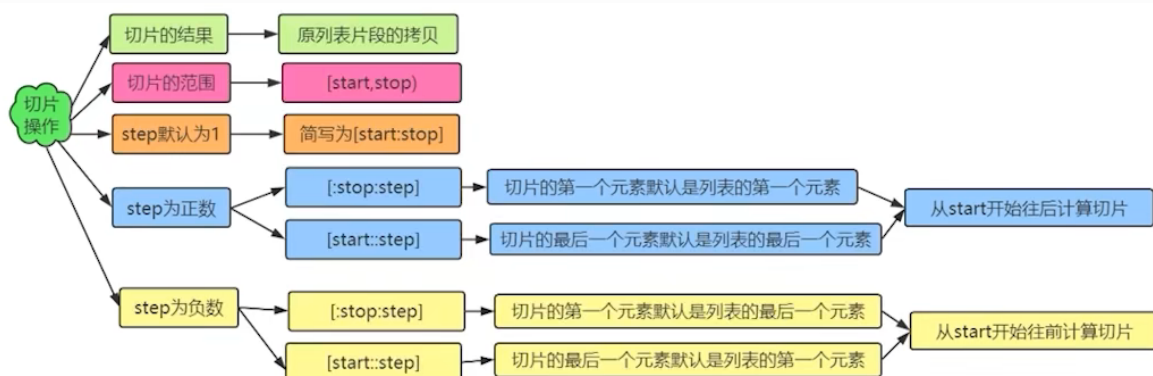 切片
操作
切片的结果
原列表片段的拷贝
切片的范围
[start,stop)
step默认为1
简写为[start:stop]
step为正数
[:stop:step]
切片的第一个元素默认是列表的第一个元素
[start::step]
切片的最后一个元素默认是列表的最后一个元素
从start开始往后计算切片
step为负数
[:stop:step]
切片的第一个元素默认是列表的最后一个元素
[start::step]
切片的最后一个元素默认是列表的第一个元素
从start开始往前计算切片